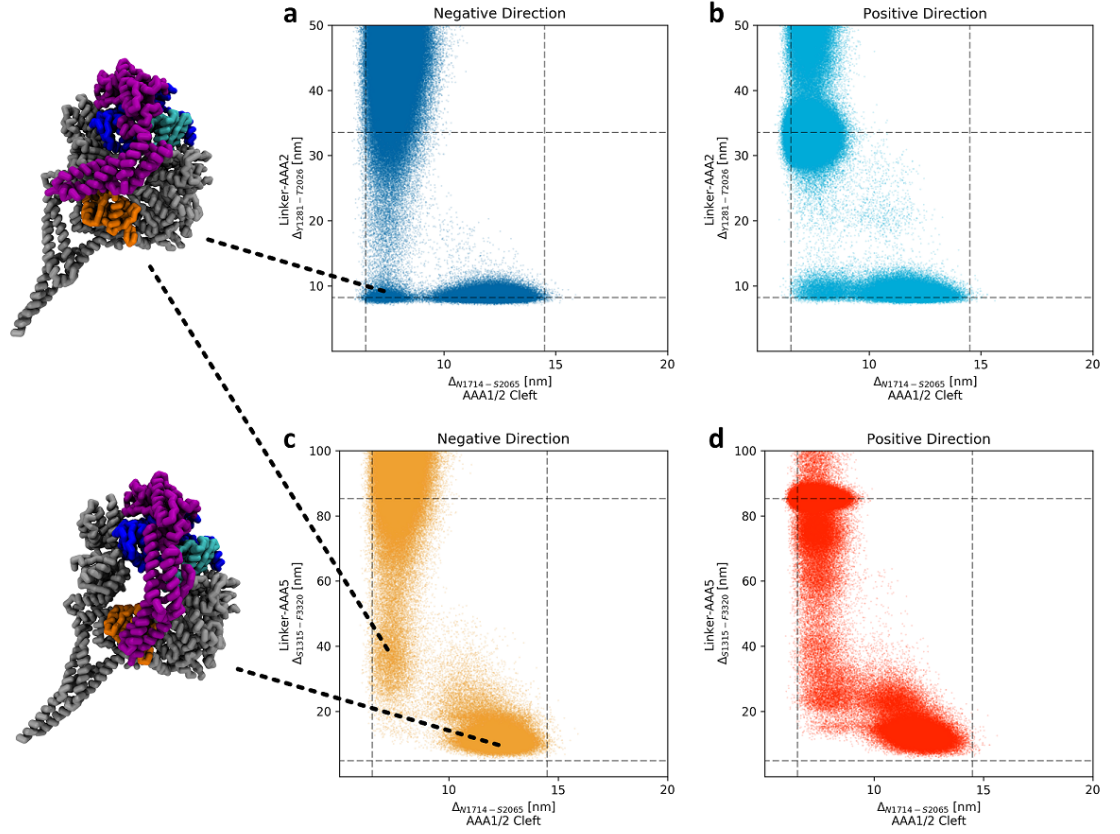 a
Negative Direction
50
40
30
20
10
Linker-AAA2
Δ_{Y1281−T2026} [nm]
10
15
20
Δ_{N1714−S2065} [nm]
AAA1/2 Cleft
b
Positive Direction
50
40
30
20
10
Linker-AAA2
Δ_{Y1281−T2026} [nm]
10
15
20
Δ_{N1714−S2065} [nm]
AAA1/2 Cleft
c
Negative Direction
100
80
60
40
20
Linker-AAA5
Δ_{S1315−F3320} [nm]
10
15
20
Δ_{N1714−S2065} [nm]
AAA1/2 Cleft
d
Positive Direction
100
80
60
40
20
Linker-AAA5
Δ_{S1315−F3320} [nm]
10
15
20
Δ_{N1714−S2065} [nm]
AAA1/2 Cleft